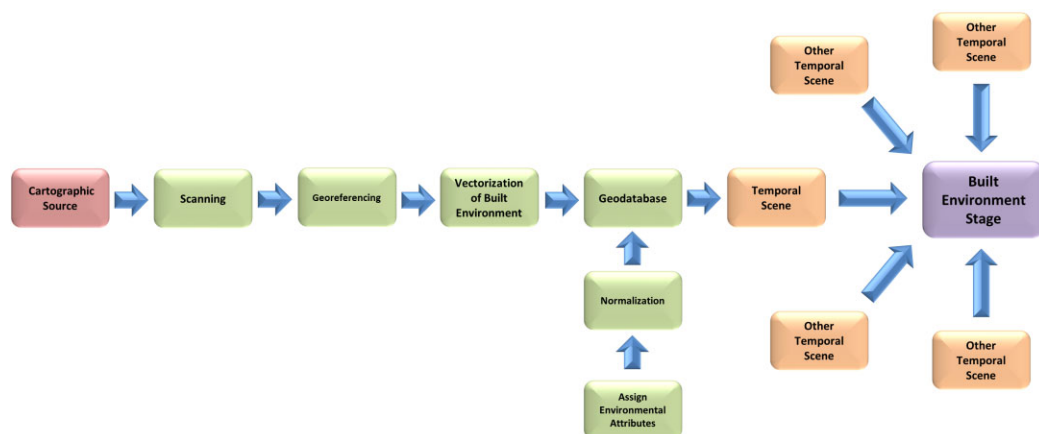 Other
Temporal
Scene
Other
Temporal
Scene
Cartographic
Source
Scanning
Georeferencing
Vectorization
of Built
Environment
Geodatabase
Temporal
Scene
Built
Environment
Stage
Normalization
Other
Temporal
Scene
Other
Temporal
Scene
Assign
Environmental
Attributes